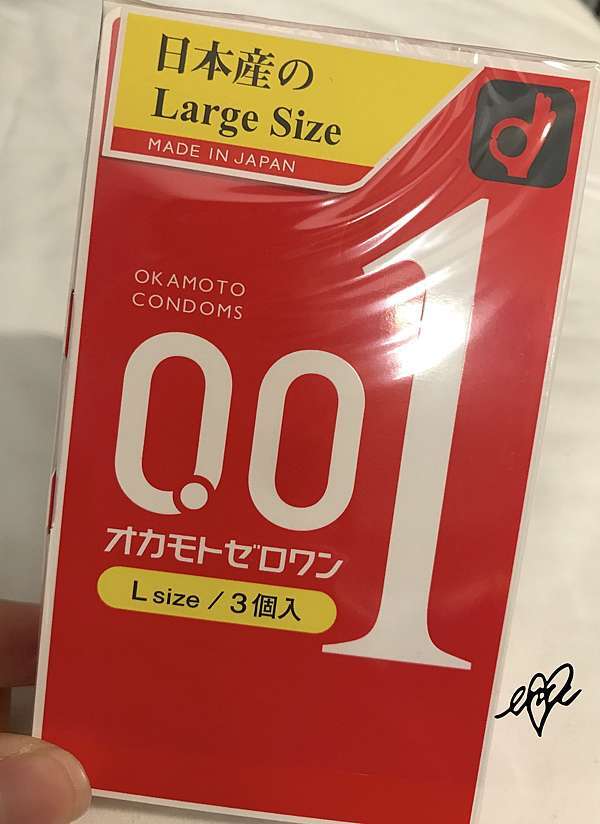 日本産の
Large Size
MADE IN JAPAN
OKAMOTO
CONDOMS
0.01
オカモトゼロワン
L size / 3個入